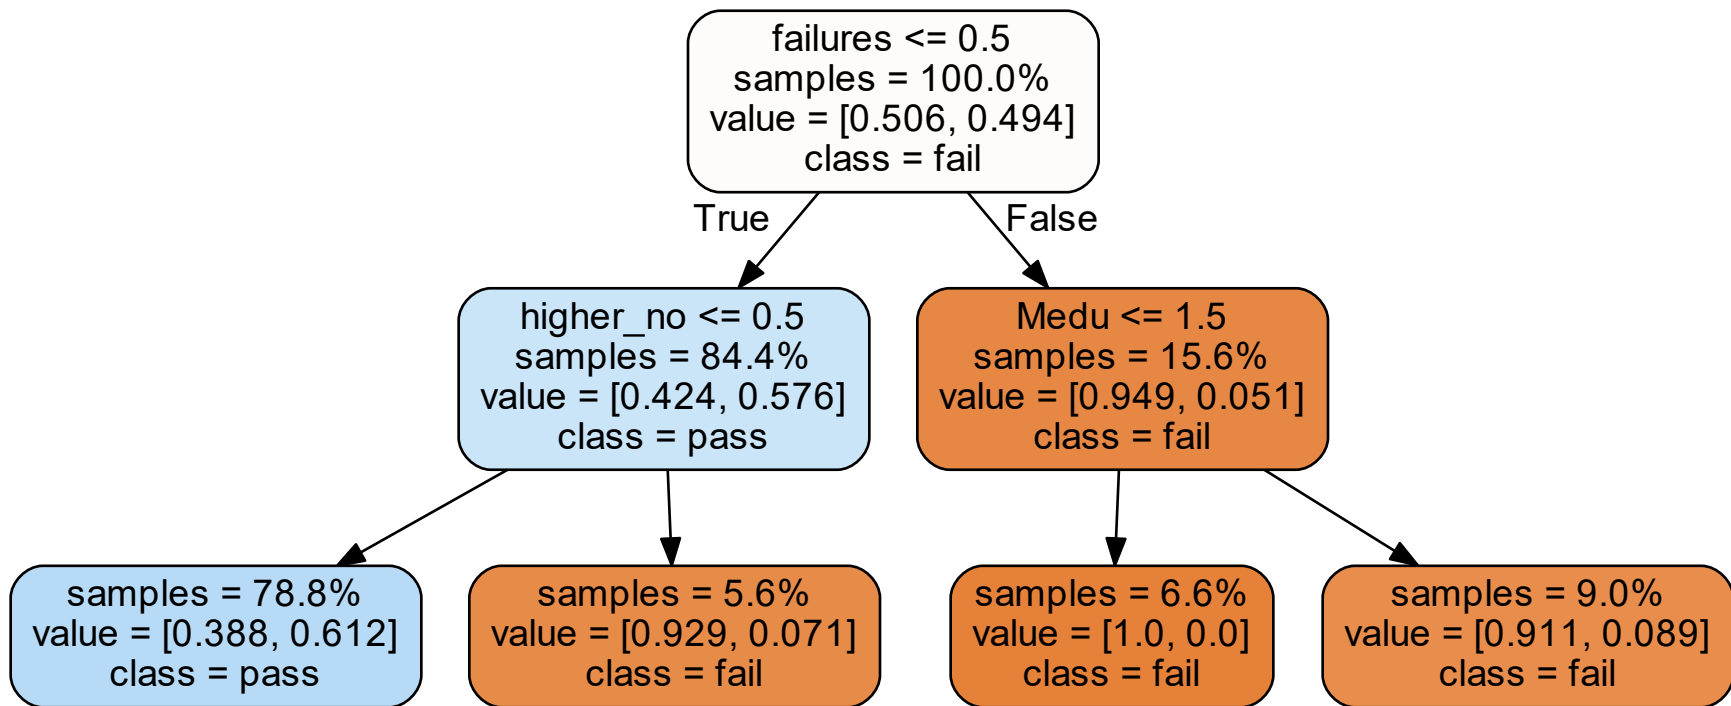 failures <= 0.5
samples = 100.0%
value = [0.506, 0.494]
class = fail
True
False
higher_no <= 0.5
samples = 84.4%
value = [0.424, 0.576]
class = pass
Medu <= 1.5
samples = 15.6%
value = [0.949, 0.051]
class = fail
samples = 78.8%
value = [0.388, 0.612]
class = pass
samples = 5.6%
value = [0.929, 0.071]
class = fail
samples = 6.6%
value = [1.0, 0.0]
class = fail
samples = 9.0%
value = [0.911, 0.089]
class = fail